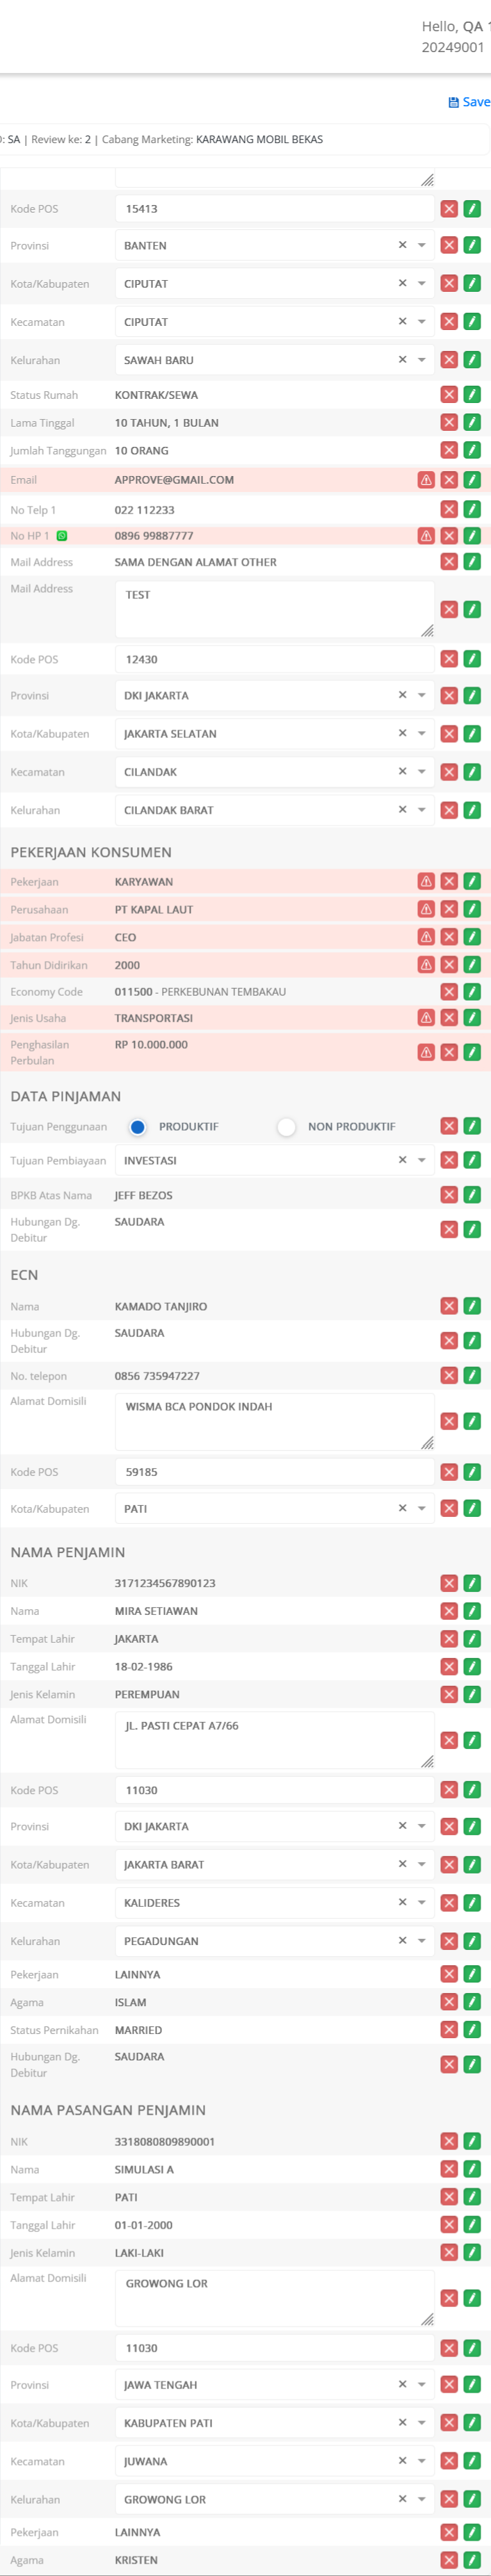 Hello, QA 1
20249001
Save
: SA | Review ke: 2 | Cabang Marketing: KARAWANG MOBIL BEKAS
Kode POS 15413
Provinsi BANTEN
Kota/Kabupaten CIPUTAT
Kecamatan CIPUTAT
Kelurahan SAWAH BARU
Status Rumah KONTRAK/SEWA
Lama Tinggal 10 TAHUN, 1 BULAN
Jumlah Tanggungan 10 ORANG
Email APPROVE@GMAIL.COM
No Telp 1 022 112233
No HP 1 0896 99887777
Mail Address SAMA DENGAN ALAMAT OTHER
Mail Address TEST
Kode POS 12430
Provinsi DKI JAKARTA
Kota/Kabupaten JAKARTA SELATAN
Kecamatan CILANDAK
Kelurahan CILANDAK BARAT
PEKERJAAN KONSUMEN
Pekerjaan KARYAWAN
Perusahaan PT KAPAL LAUT
Jabatan Profesi CEO
Tahun Didirikan 2000
Economy Code 011500 - PERKEBUNAN TEMBAKAU
Jenis Usaha TRANSPORTASI
Penghasilan RP 10.000.000
Perbulan
DATA PINJAMAN
Tujuan Penggunaan PRODUKTIF NON PRODUKTIF
Tujuan Pembiayaan INVESTASI
BPKB Atas Nama JEFF BEZOS
Hubungan Dg. SAUDARA
Debitur
ECN
Nama KAMADO TANJIRO
Hubungan Dg. SAUDARA
Debitur
No. telepon 0856 735947227
Alamat Domisili WISMA BCA PONDOK INDAH
Kode POS 59185
Kota/Kabupaten PATI
NAMA PENJAMIN
NIK 3171234567890123
Nama MIRA SETIAWAN
Tempat Lahir JAKARTA
Tanggal Lahir 18-02-1986
Jenis Kelamin PEREMPUAN
Alamat Domisili JL. PASTI CEPAT A7/66
Kode POS 11030
Provinsi DKI JAKARTA
Kota/Kabupaten JAKARTA BARAT
Kecamatan KALIDERES
Kelurahan PEGADUNGAN
Pekerjaan LAINNYA
Agama ISLAM
Status Pernikahan MARRIED
Hubungan Dg. SAUDARA
Debitur
NAMA PASANGAN PENJAMIN
NIK 3318080809890001
Nama SIMULASI A
Tempat Lahir PATI
Tanggal Lahir 01-01-2000
Jenis Kelamin LAKI-LAKI
Alamat Domisili GROWONG LOR
Kode POS 11030
Provinsi JAWA TENGAH
Kota/Kabupaten KABUPATEN PATI
Kecamatan JUWANA
Kelurahan GROWONG LOR
Pekerjaan LAINNYA
Agama KRISTEN